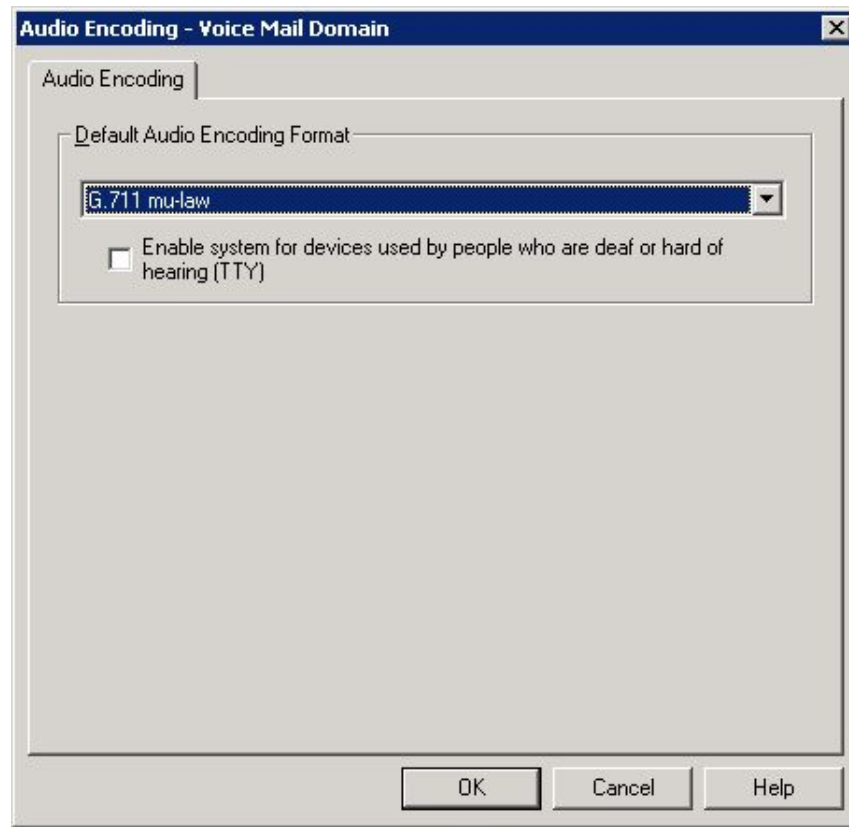 Audio Encoding - Voice Mail Domain
Audio Encoding
Default Audio Encoding Format
G.711 mu-law
Enable system for devices used by people who are deaf or hard of
hearing (TTY)
OK Cancel Help